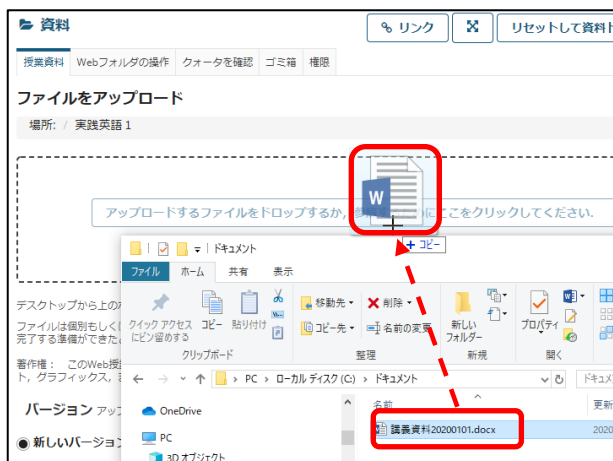 資料
リンク
リセットして資料
授業資料 Webフォルダの操作 クォータを確認 ゴミ箱 権限
ファイルをアップロード
場所: / 実践英語 1
アップロードするファイルをドロップするか, ここをクリックしてください.
W
+ コピー
ドキュメント
ファイル ホーム 共有 表示
デスクトップから上の
ファイルは個別もしく
完了する準備ができた
著作権： このWeb授
ト, グラフィックス,
クイック アクセスにピン留めする
コピー 貼り付け
移動先 削除
コピー先 名前の変更
新しいフォルダー
プロパティ
クリップボード 整理 新規 開く
PC › ローカル ディスク (C:) › ドキュメント
ドキュメ
バージョン アップ
新しいバージョン
OneDrive
PC
3D オブジェクト
名前 更新
講義資料20200101.docx 2020